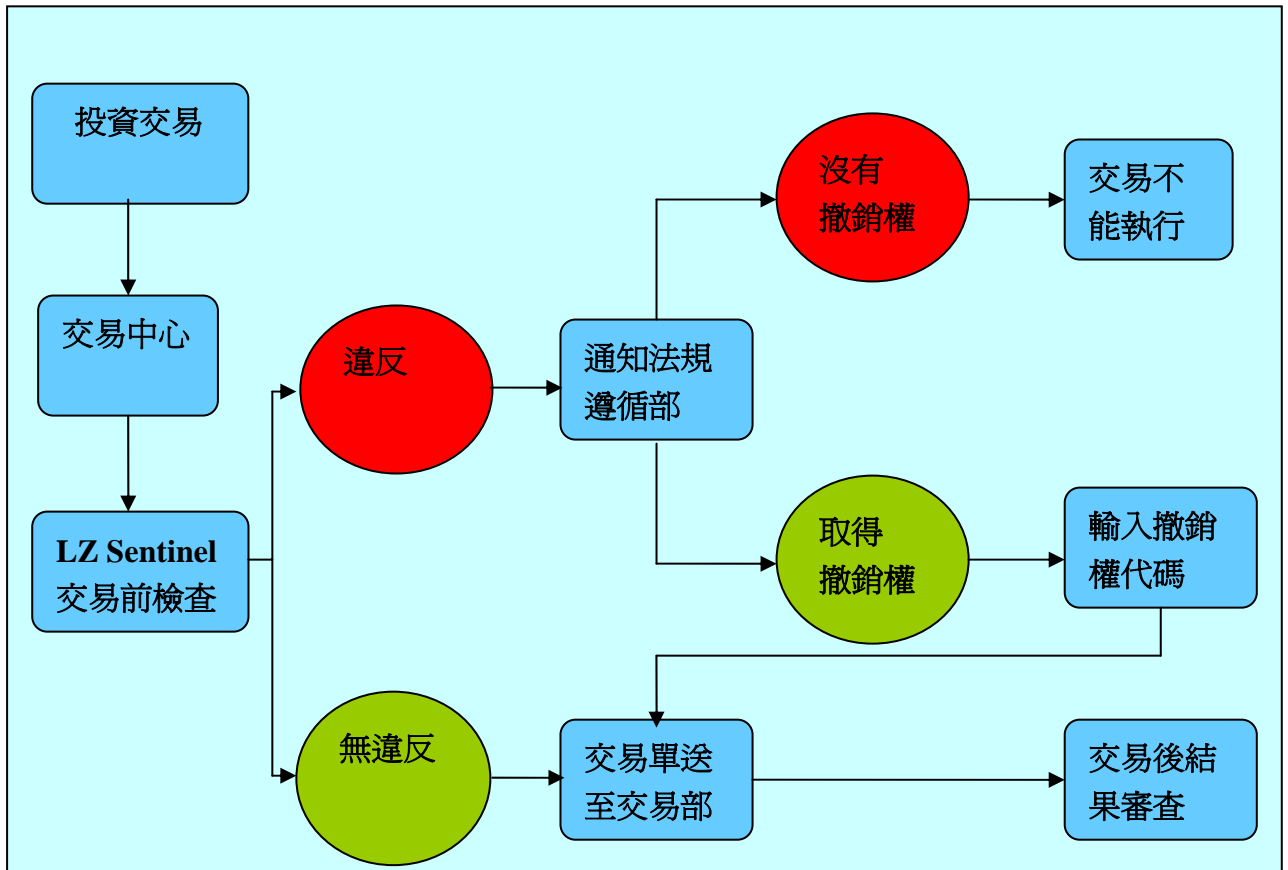 投資交易
交易中心
LZ Sentinel
交易前檢查
違反
無違反
通知法規
遵循部
沒有
撤銷權
交易不
能執行
取得
撤銷權
輸入撤銷
權代碼
交易單送
至交易部
交易後結
果審查